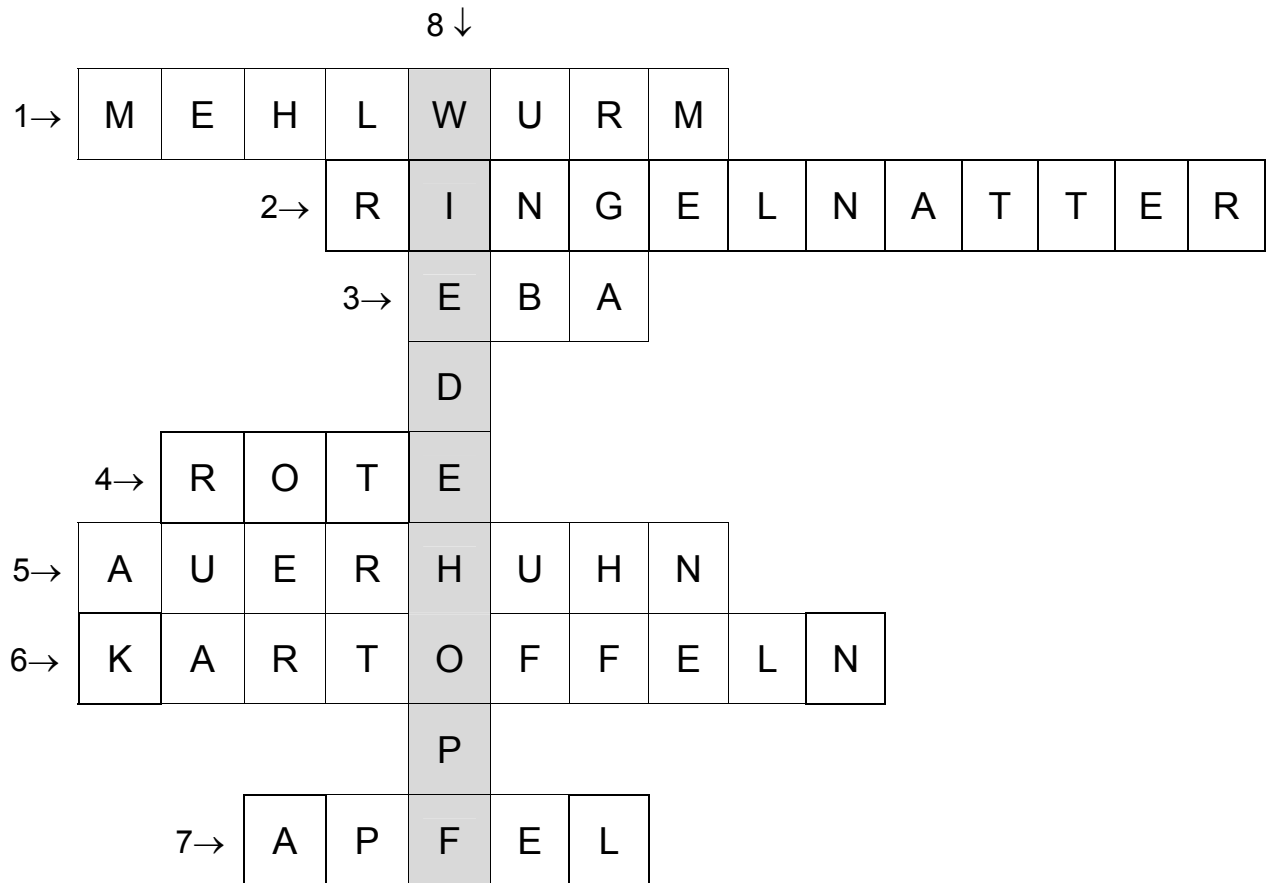 8 ↓
1→ M E H L W U R M
2→ R I N G E L N A T T E R
3→ E B A
D
4→ R O T E
5→ A U E R H U H N
6→ K A R T O F F E L N
P
7→ A P F E L